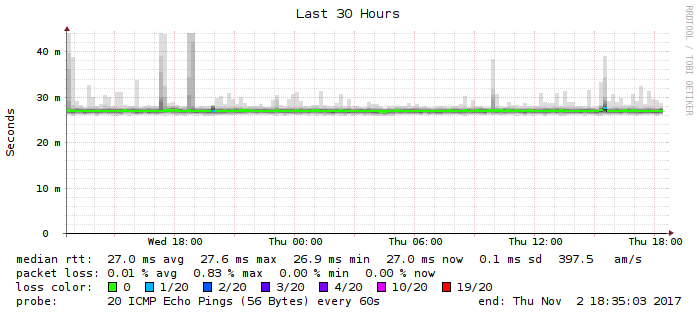 Last 30 Hours
RRDTOOL / TOBI OETIKER
Seconds
40 m
30 m
20 m
10 m
0
Wed 18:00 Thu 00:00 Thu 06:00 Thu 12:00 Thu 18:00
median rtt: 27.0 ms avg 27.6 ms max 26.9 ms min 27.0 ms now 0.1 ms sd 397.5 am/s
packet loss: 0.01 % avg 0.83 % max 0.00 % min 0.00 % now
loss color: 0 1/20 2/20 3/20 4/20 10/20 19/20
probe: 20 ICMP Echo Pings (56 Bytes) every 60s end: Thu Nov 2 18:35:03 2017